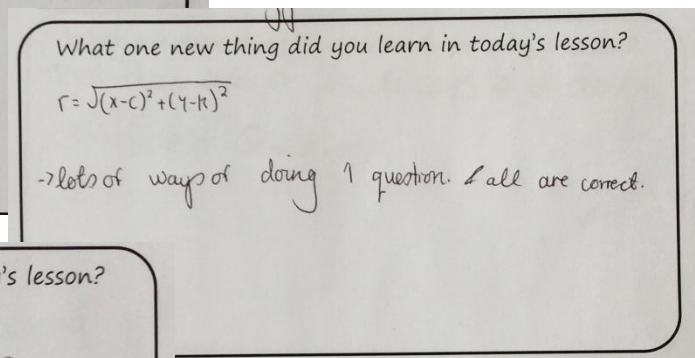 What one new thing did you learn in today's lesson?
r = √(x-c)² + (y-k)²
→ lots of ways of doing 1 question. & all are correct.
's lesson?